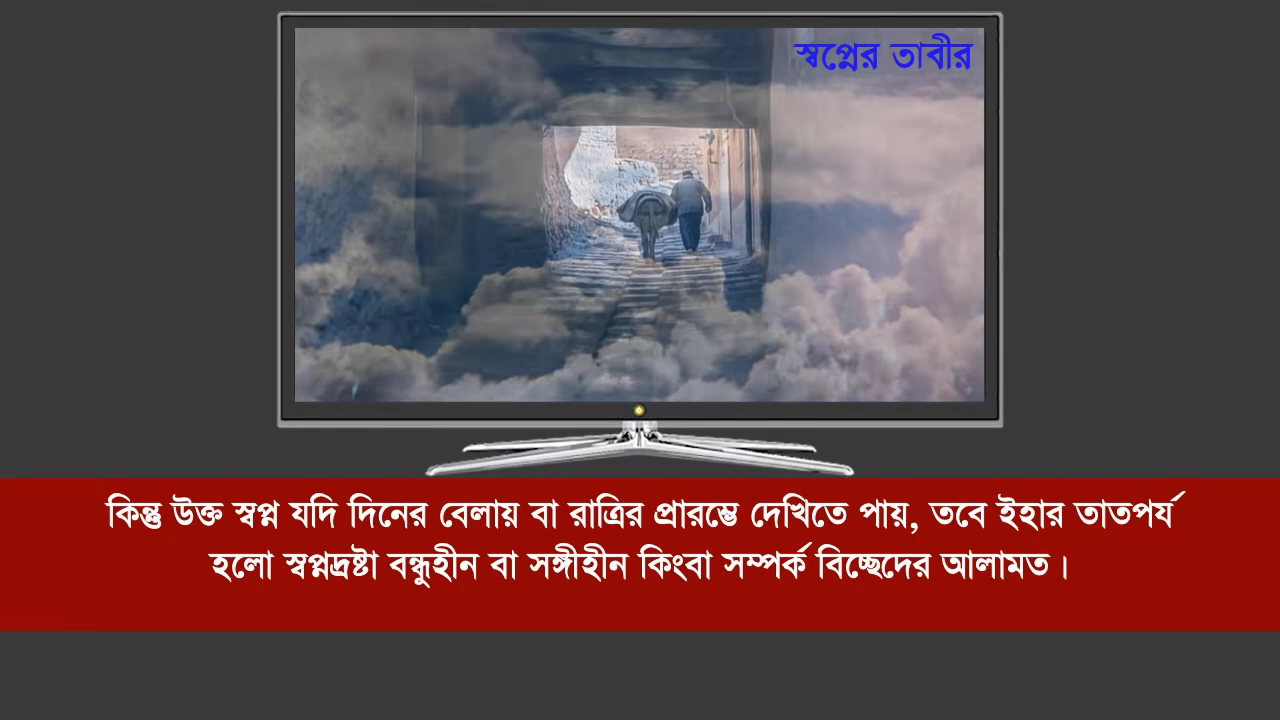 স্বপ্নের তাবীর
কিন্তু উক্ত স্বপ্ন যদি দিনের বেলায় বা রাত্রির প্রারম্ভে দেখিতে পায়, তবে ইহার তাতপর্য
হলো স্বপ্নদ্রষ্টা বন্ধুহীন বা সঙ্গীহীন কিংবা সম্পর্ক বিচ্ছেদের আলামত।